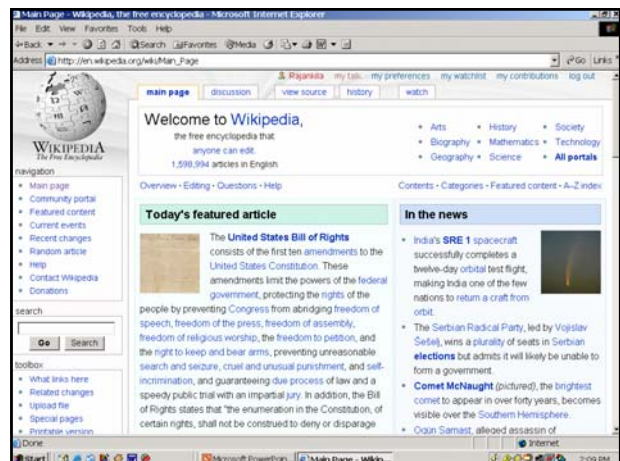 Main Page - Wikipedia, the free encyclopedia - Microsoft Internet Explorer
File Edit View Favorites Tools Help
Back Search Favorites Media
Address http://en.wikipedia.org/wiki/Main_Page Go Links
Rajankila my talk my preferences my watchlist my contributions log out
main page discussion view source history watch
WIKIPEDIA
The Free Encyclopedia
navigation
Main page
Community portal
Featured content
Current events
Recent changes
Random article
Help
Contact Wikipedia
Donations
search
Go Search
toolbox
What links here
Related changes
Upload file
Special pages
Printable version
Welcome to Wikipedia,
the free encyclopedia that
anyone can edit.
1,598,994 articles in English
Arts
Biography
Geography
History
Mathematics
Science
Society
Technology
All portals
Overview · Editing · Questions · Help
Contents · Categories · Featured content · A–Z index
Today's featured article
The United States Bill of Rights
consists of the first ten amendments to the
United States Constitution. These
amendments limit the powers of the federal
government, protecting the rights of the
people by preventing Congress from abridging freedom of
speech, freedom of the press, freedom of assembly,
freedom of religious worship, the freedom to petition, and
the right to keep and bear arms, preventing unreasonable
search and seizure, cruel and unusual punishment, and self-
incrimination, and guaranteeing due process of law and a
speedy public trial with an impartial jury. In addition, the Bill
of Rights states that "the enumeration in the Constitution, of
certain rights, shall not be construed to deny or disparage
In the news
India's SRE 1 spacecraft
successfully completes a
twelve-day orbital test flight,
making India one of the few
nations to return a craft from
orbit.
The Serbian Radical Party, led by Vojislav
Šešelj, wins a plurality of seats in Serbian
elections but admits it will likely be unable to
form a government.
Comet McNaught (pictured), the brightest
comet to appear in over forty years, becomes
visible over the Southern Hemisphere.
Ogün Samast, alleged assassin of
Done Internet
Start Microsoft PowerPoin... Main Page - Wikip... 2:09 PM